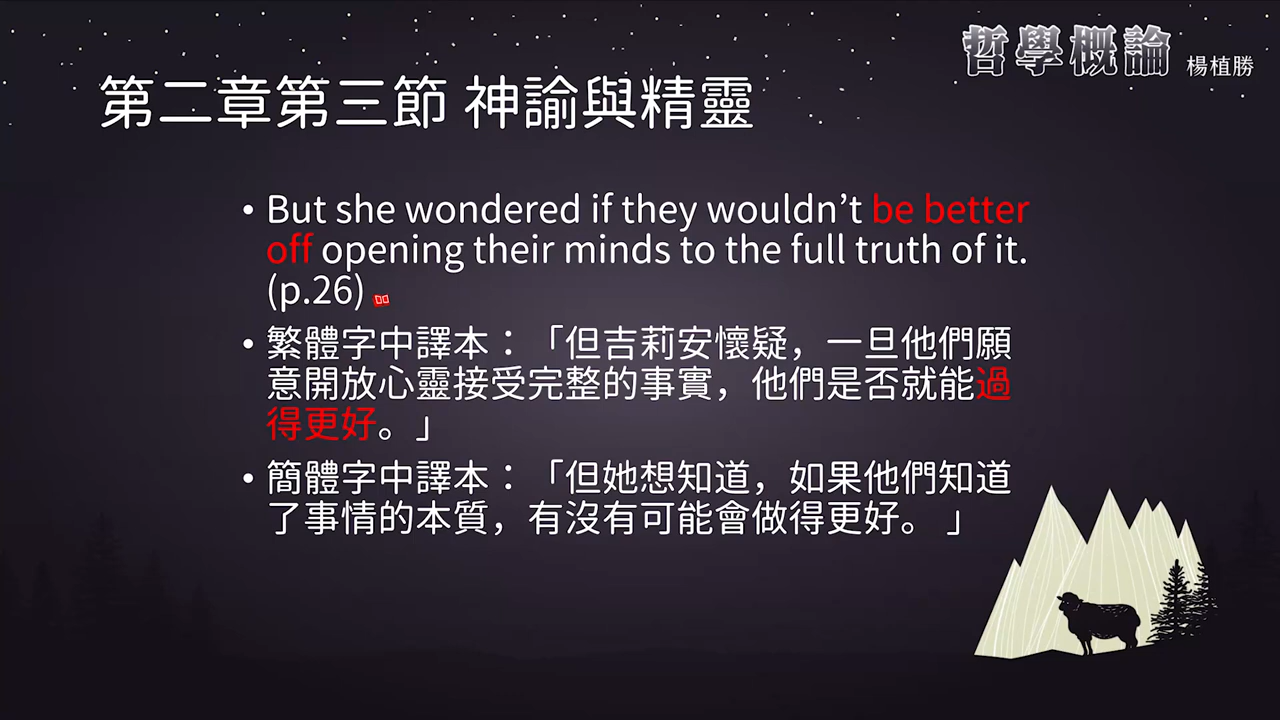 哲學概論 楊植勝
第二章第三節 神諭與精靈
• But she wondered if they wouldn’t be better
off opening their minds to the full truth of it.
(p.26)
• 繁體字中譯本：「但吉莉安懷疑，一旦他們願
意開放心靈接受完整的事實，他們是否就能過
得更好。」
• 簡體字中譯本：「但她想知道，如果他們知道
了事情的本質，有沒有可能會做得更好。 」